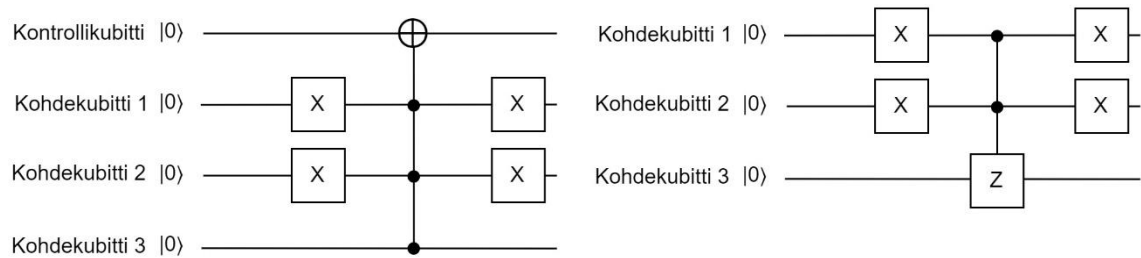 Kontrollikubitti |0⟩
Kohdekubitti 1 |0⟩ X X
Kohdekubitti 2 |0⟩ X X
Kohdekubitti 3 |0⟩
Kohdekubitti 1 |0⟩ X X
Kohdekubitti 2 |0⟩ X X
Kohdekubitti 3 |0⟩ Z